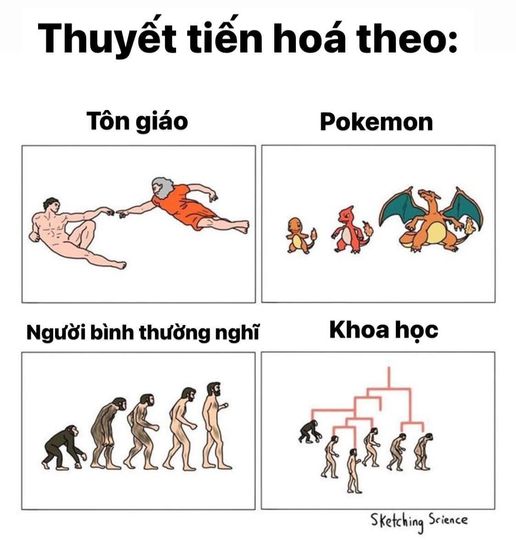 Thuyết tiến hoá theo:
Tôn giáo
Pokemon
Người bình thường nghĩ
Khoa học
Sketching Science